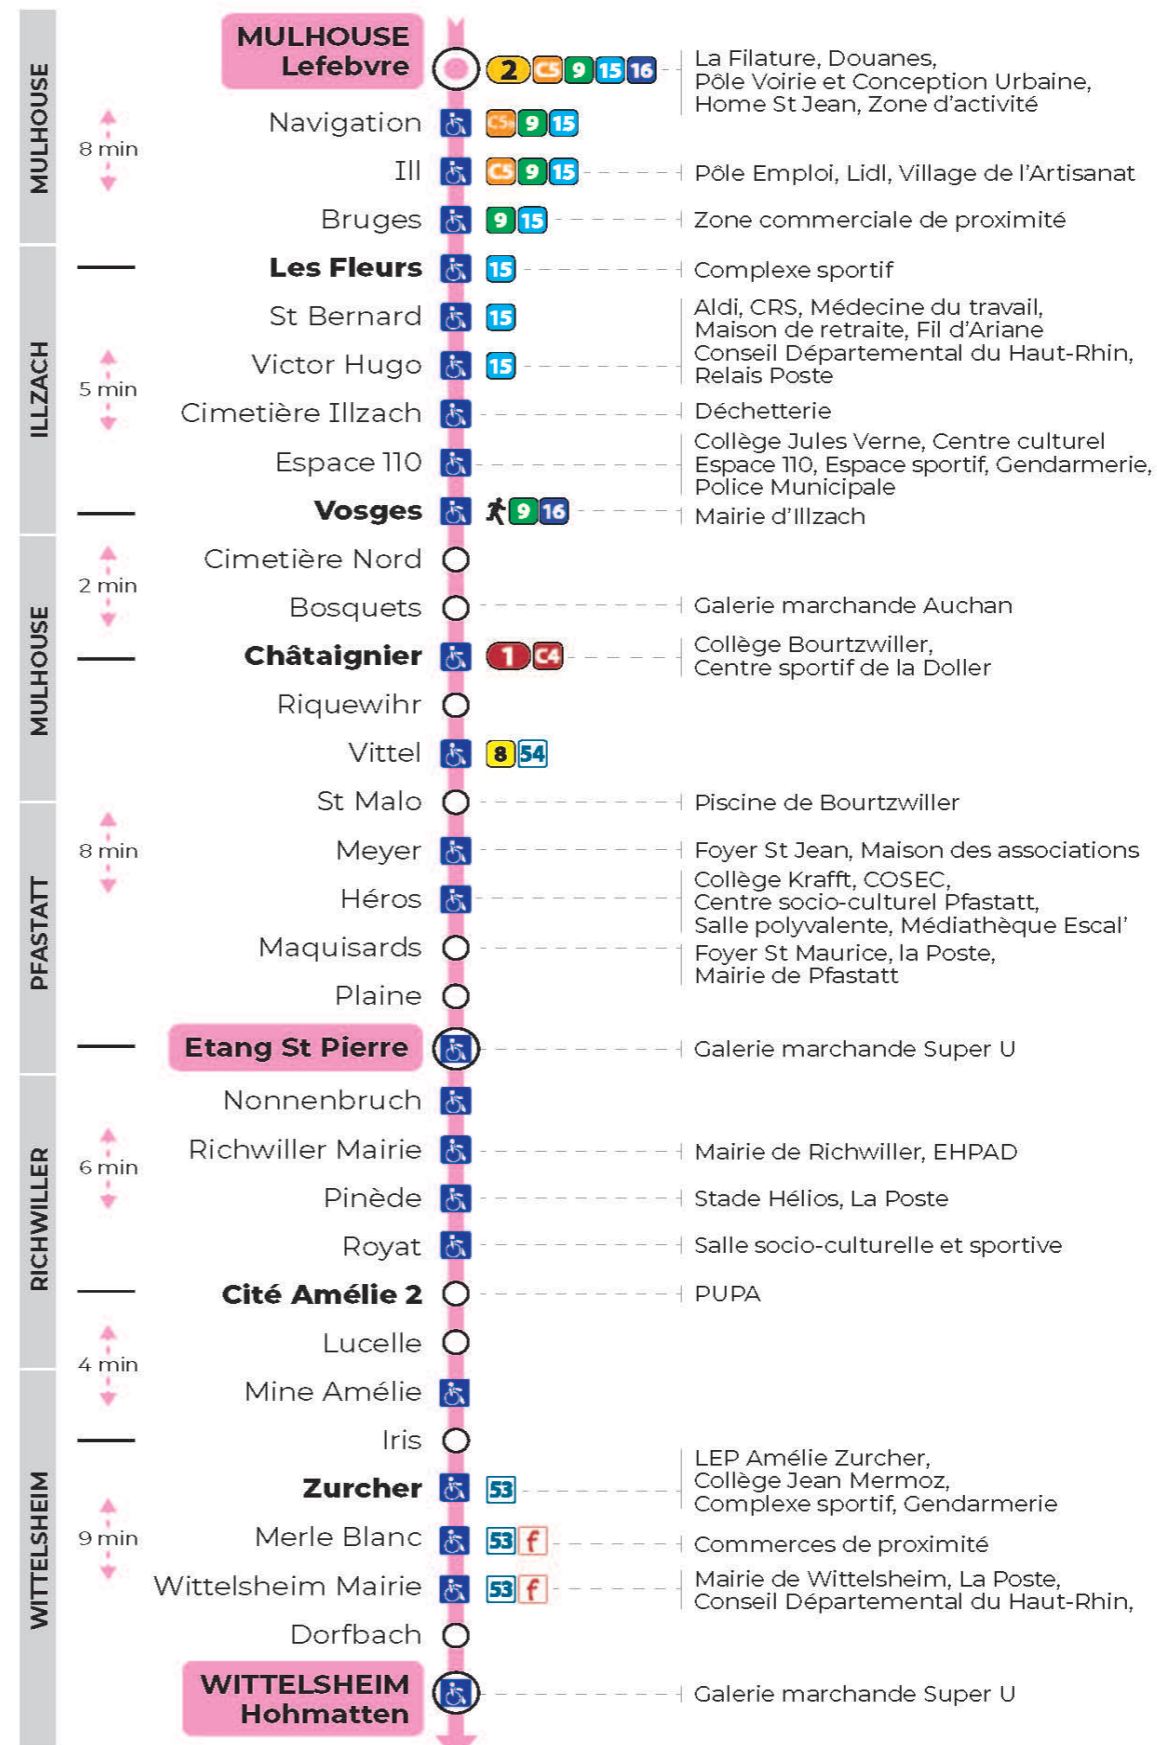 MULHOUSE
MULHOUSE
Lefebvre
2 C5 9 15 16
La Filature, Douanes,
Pôle Voirie et Conception Urbaine,
Home St Jean, Zone d'activité
8 min
Navigation 9 15
Ill C5 9 15 Pôle Emploi, Lidl, Village de l'Artisanat
Bruges 9 15 Zone commerciale de proximité
ILLZACH
Les Fleurs 15 Complexe sportif
St Bernard 15
Aldi, CRS, Médecine du travail,
Maison de retraite, Fil d'Ariane
Victor Hugo 15
Conseil Départemental du Haut-Rhin,
Relais Poste
5 min
Cimetière Illzach Déchetterie
Espace 110
Collège Jules Verne, Centre culturel
Espace 110, Espace sportif, Gendarmerie,
Police Municipale
Vosges 9 16 Mairie d'Illzach
MULHOUSE
Cimetière Nord
2 min
Bosquets Galerie marchande Auchan
Châtaignier 1 C4
Collège Bourtzwiller,
Centre sportif de la Doller
Riquewihr
Vittel 8 54
PFASTATT
St Malo Piscine de Bourtzwiller
8 min
Meyer Foyer St Jean, Maison des associations
Héros
Collège Krafft, COSEC,
Centre socio-culturel Pfastatt,
Salle polyvalente, Médiathèque Escal'
Maquisards
Foyer St Maurice, la Poste,
Mairie de Pfastatt
Plaine
Etang St Pierre Galerie marchande Super U
RICHWILLER
Nonnenbruch
Richwiller Mairie Mairie de Richwiller, EHPAD
6 min
Pinède Stade Hélios, La Poste
Royat Salle socio-culturelle et sportive
Cité Amélie 2 PUPA
Lucelle
4 min
WITTELSHEIM
Mine Amélie
Iris
Zurcher 53
LEP Amélie Zurcher,
Collège Jean Mermoz,
Complexe sportif, Gendarmerie
9 min
Merle Blanc 53 f Commerces de proximité
Wittelsheim Mairie 53 f
Mairie de Wittelsheim, La Poste,
Conseil Départemental du Haut-Rhin,
Dorfbach
WITTELSHEIM
Hohmatten
Galerie marchande Super U